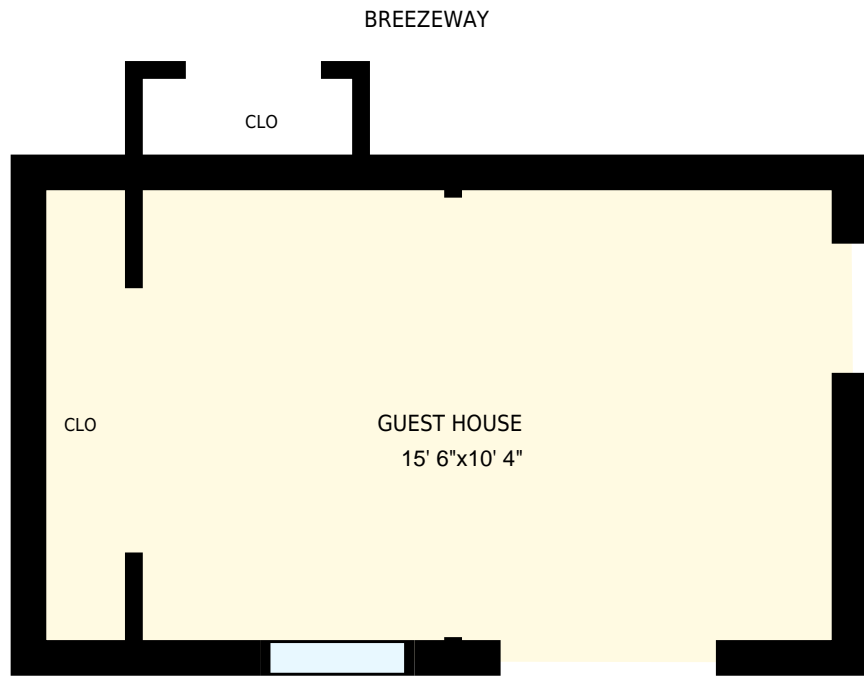 BREEZEWAY
CLO
CLO
GUEST HOUSE
15' 6"x10' 4"